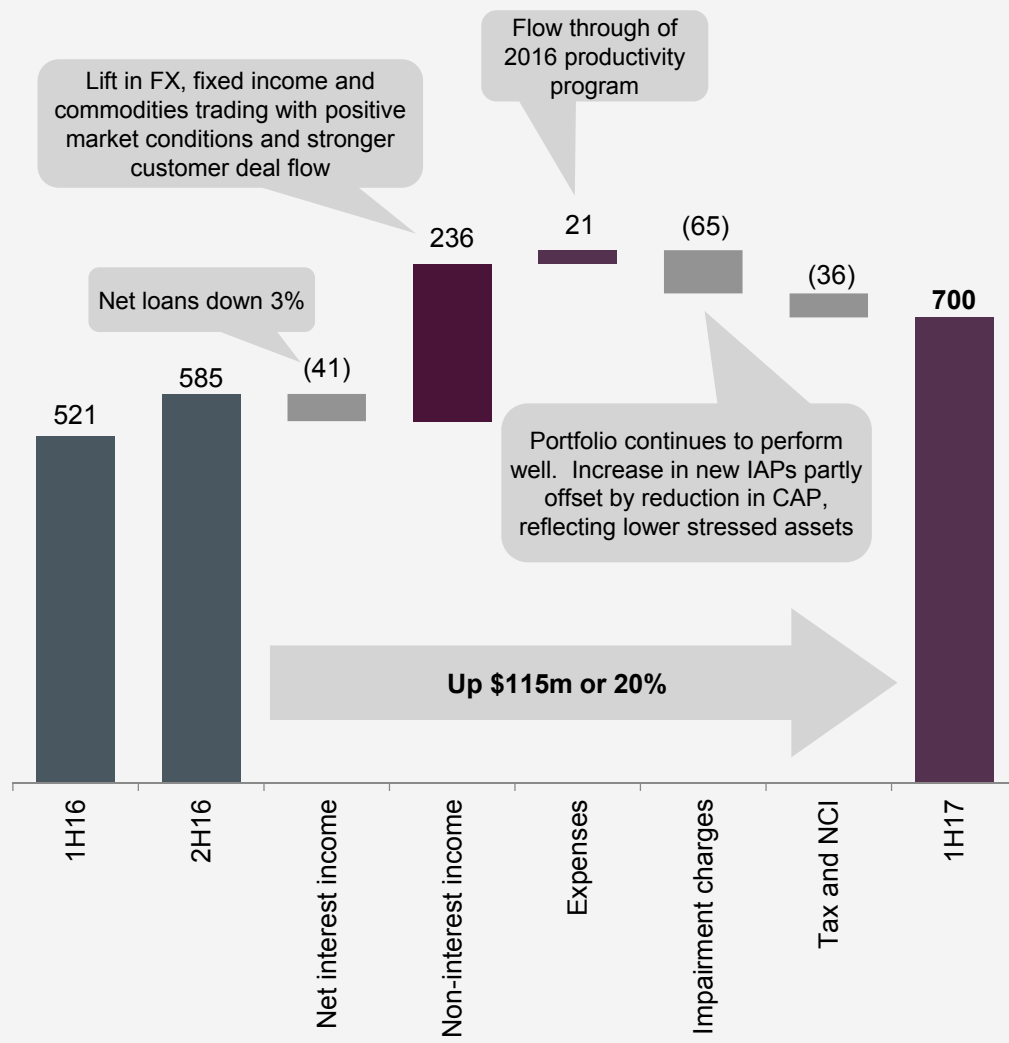 Flow through of
2016 productivity
program
Lift in FX, fixed income and
commodities trading with positive
market conditions and stronger
customer deal flow
236
21
(65)
(36)
700
Net loans down 3%
(41)
585
521
Portfolio continues to perform
well.  Increase in new IAPs partly
offset by reduction in CAP,
reflecting lower stressed assets
Up $115m or 20%
1H16
2H16
Net interest income
Non-interest income
Expenses
Impairment charges
Tax and NCI
1H17